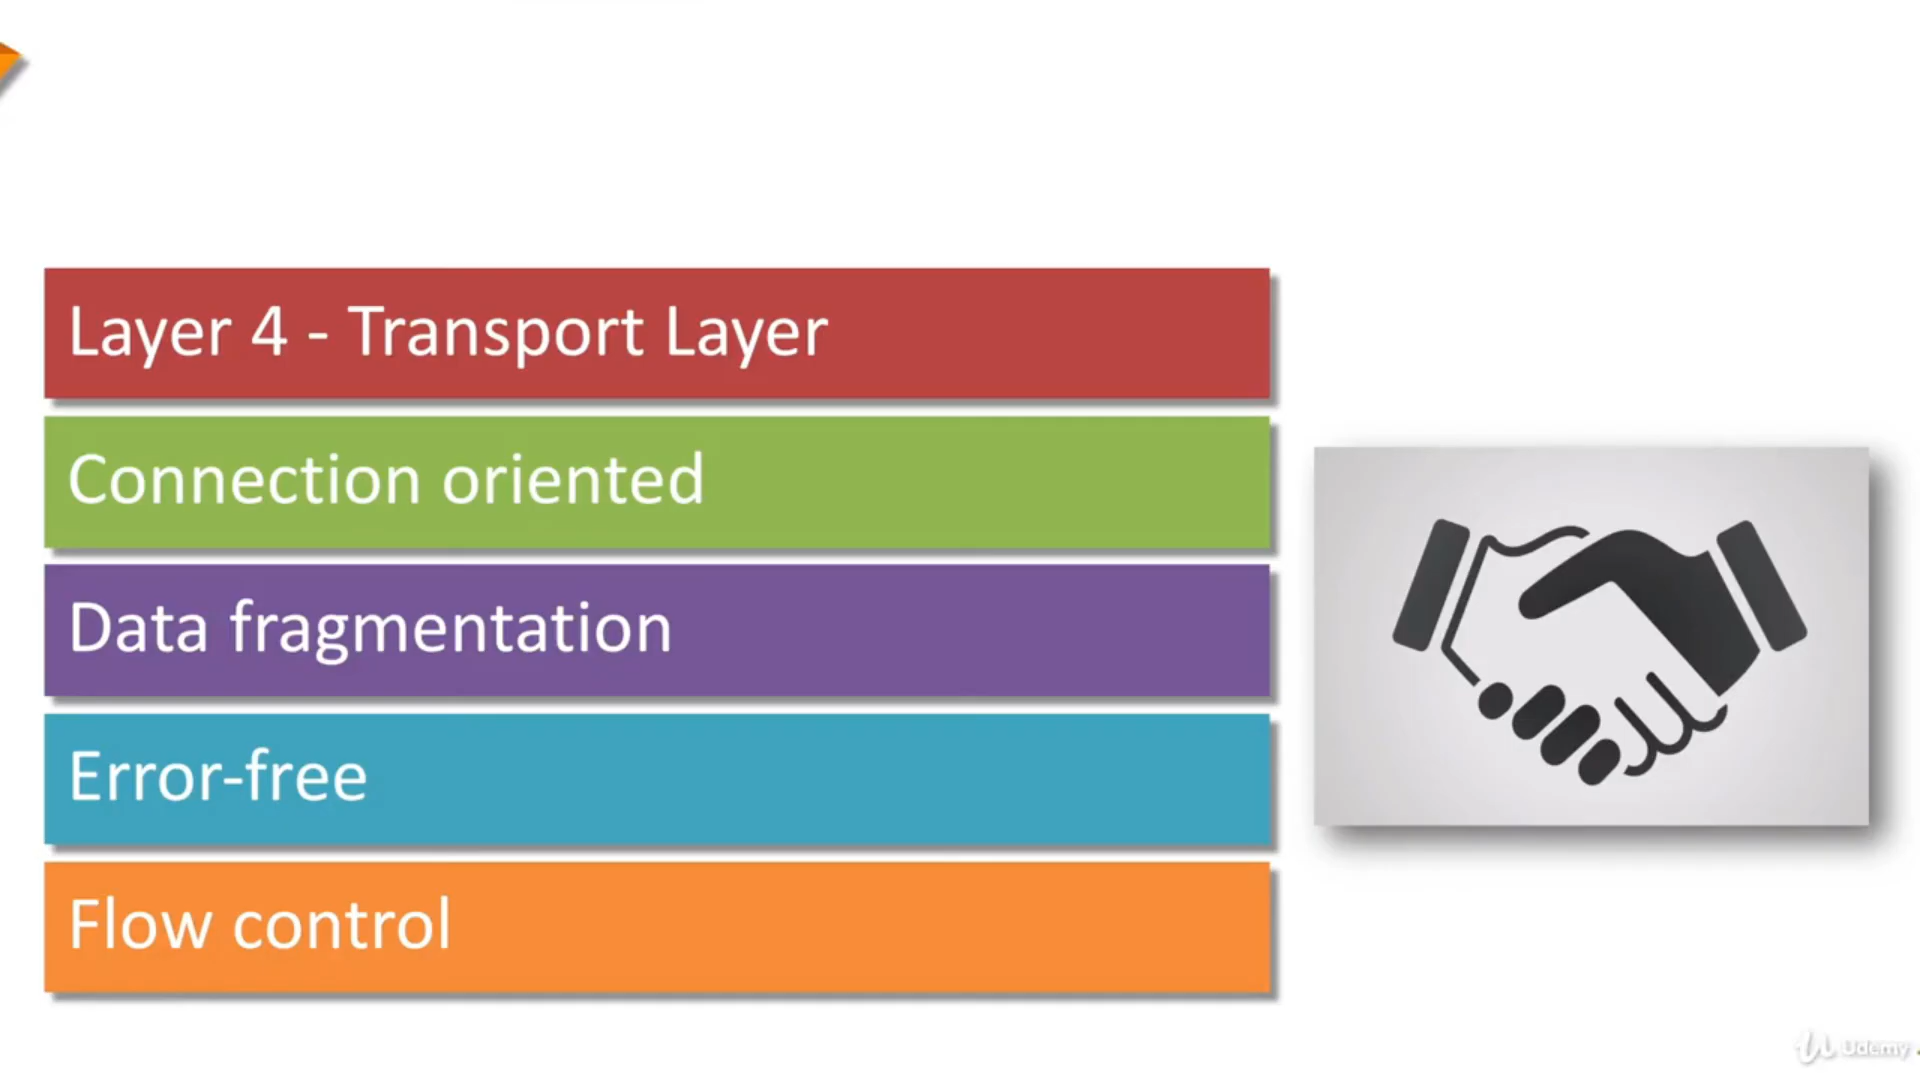 Layer 4 - Transport Layer
Connection oriented
Data fragmentation
Error-free
Flow control
Udemy